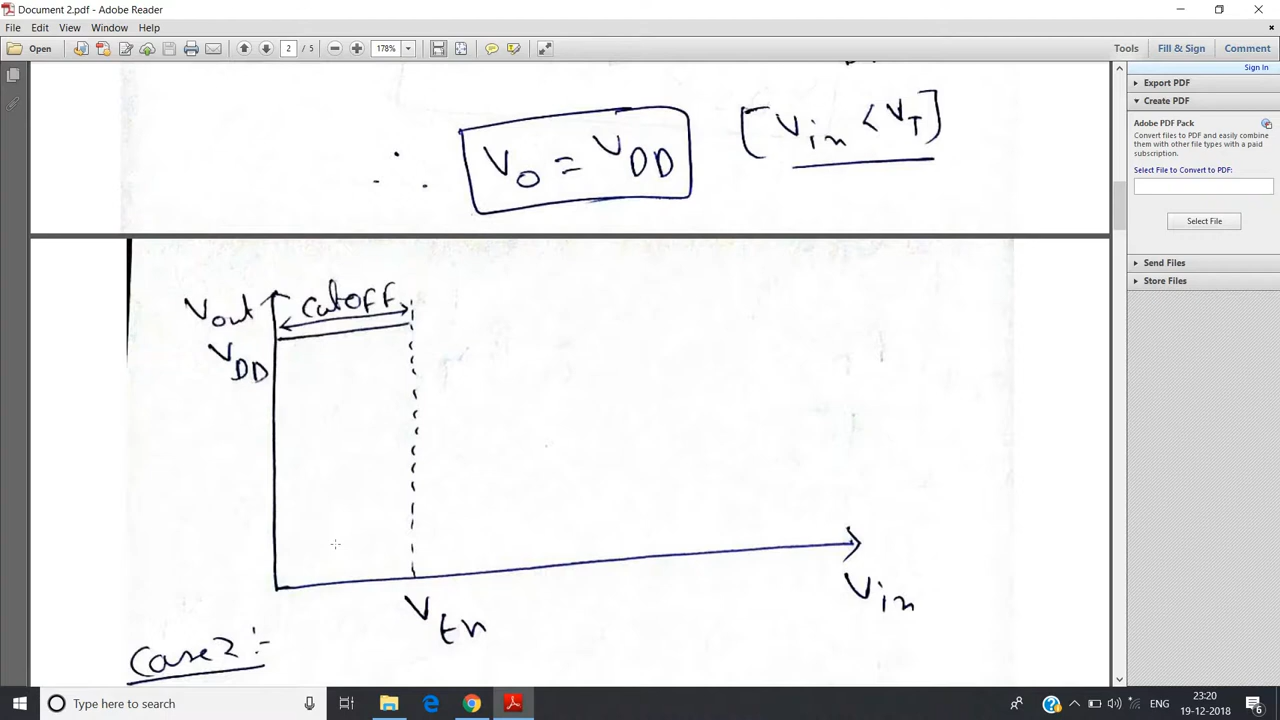 Document 2.pdf - Adobe Reader
File Edit View Window Help
Open 2 / 5 178% Tools Fill & Sign Comment
Sign In
Export PDF
Create PDF
Adobe PDF Pack
Convert files to PDF and easily combine
them with other file types with a paid
subscription.
Select File to Convert to PDF:
Select File
Send Files
Store Files
∴ Vo = VDD [Vin < VT]
Vout cutoff
VDD
Vtn
Vin
Case 2 :-
Type here to search
ENG
23:20
19-12-2018
6